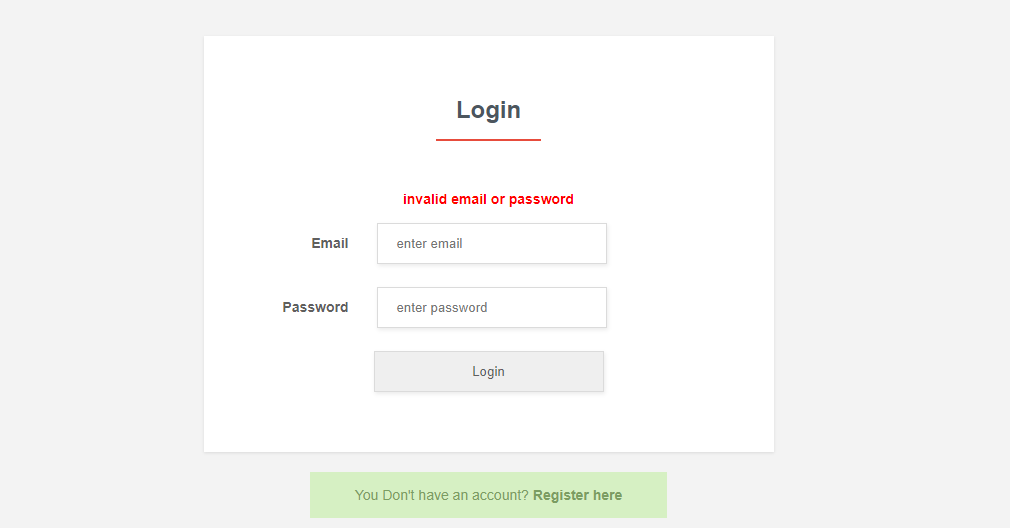 Login
invalid email or password
Email enter email
Password enter password
Login
You Don't have an account? Register here